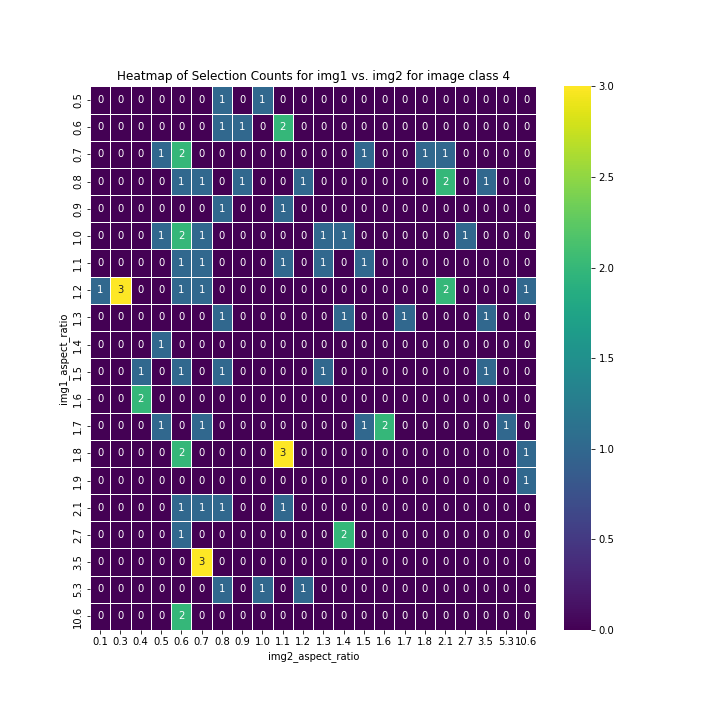 Heatmap of Selection Counts for img1 vs. img2 for image class 4
img1_aspect_ratio
0.5 0 0 0 0 0 0 1 0 1 0 0 0 0 0 0 0 0 0 0 0 0 0
0.6 0 0 0 0 0 0 1 1 0 2 0 0 0 0 0 0 0 0 0 0 0 0
0.7 0 0 0 1 2 0 0 0 0 0 0 0 0 1 0 0 1 1 0 0 0 0
0.8 0 0 0 0 1 1 0 1 0 0 1 0 0 0 0 0 0 2 0 1 0 0
0.9 0 0 0 0 0 0 1 0 0 1 0 0 0 0 0 0 0 0 0 0 0 0
1.0 0 0 0 1 2 1 0 0 0 0 0 1 1 0 0 0 0 0 1 0 0 0
1.1 0 0 0 0 1 1 0 0 0 1 0 1 0 1 0 0 0 0 0 0 0 0
1.2 1 3 0 0 1 1 0 0 0 0 0 0 0 0 0 0 0 2 0 0 0 1
1.3 0 0 0 0 0 0 1 0 0 0 0 0 1 0 0 1 0 0 0 1 0 0
1.4 0 0 0 1 0 0 0 0 0 0 0 0 0 0 0 0 0 0 0 0 0 0
1.5 0 0 1 0 1 0 1 0 0 0 0 1 0 0 0 0 0 0 0 1 0 0
1.6 0 0 2 0 0 0 0 0 0 0 0 0 0 0 0 0 0 0 0 0 0 0
1.7 0 0 0 1 0 1 0 0 0 0 0 0 0 1 2 0 0 0 0 0 1 0
1.8 0 0 0 0 2 0 0 0 0 3 0 0 0 0 0 0 0 0 0 0 0 1
1.9 0 0 0 0 0 0 0 0 0 0 0 0 0 0 0 0 0 0 0 0 0 1
2.1 0 0 0 0 1 1 1 0 0 1 0 0 0 0 0 0 0 0 0 0 0 0
2.7 0 0 0 0 1 0 0 0 0 0 0 0 2 0 0 0 0 0 0 0 0 0
3.5 0 0 0 0 0 3 0 0 0 0 0 0 0 0 0 0 0 0 0 0 0 0
5.3 0 0 0 0 0 0 1 0 1 0 1 0 0 0 0 0 0 0 0 0 0 0
10.6 0 0 0 0 2 0 0 0 0 0 0 0 0 0 0 0 0 0 0 0 0 0
0.1 0.3 0.4 0.5 0.6 0.7 0.8 0.9 1.0 1.1 1.2 1.3 1.4 1.5 1.6 1.7 1.8 2.1 2.7 3.5 5.3 10.6
img2_aspect_ratio
3.0
2.5
2.0
1.5
1.0
0.5
0.0